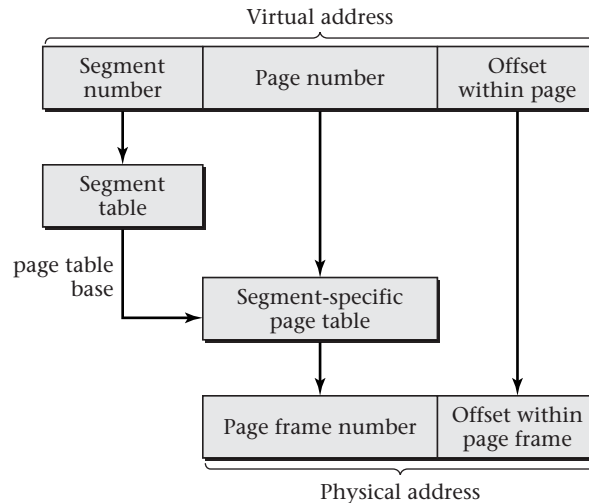 Virtual address
Segment
number
Page number
Offset
within page
Segment
table
page table
base
Segment-specific
page table
Page frame number
Offset within
page frame
Physical address